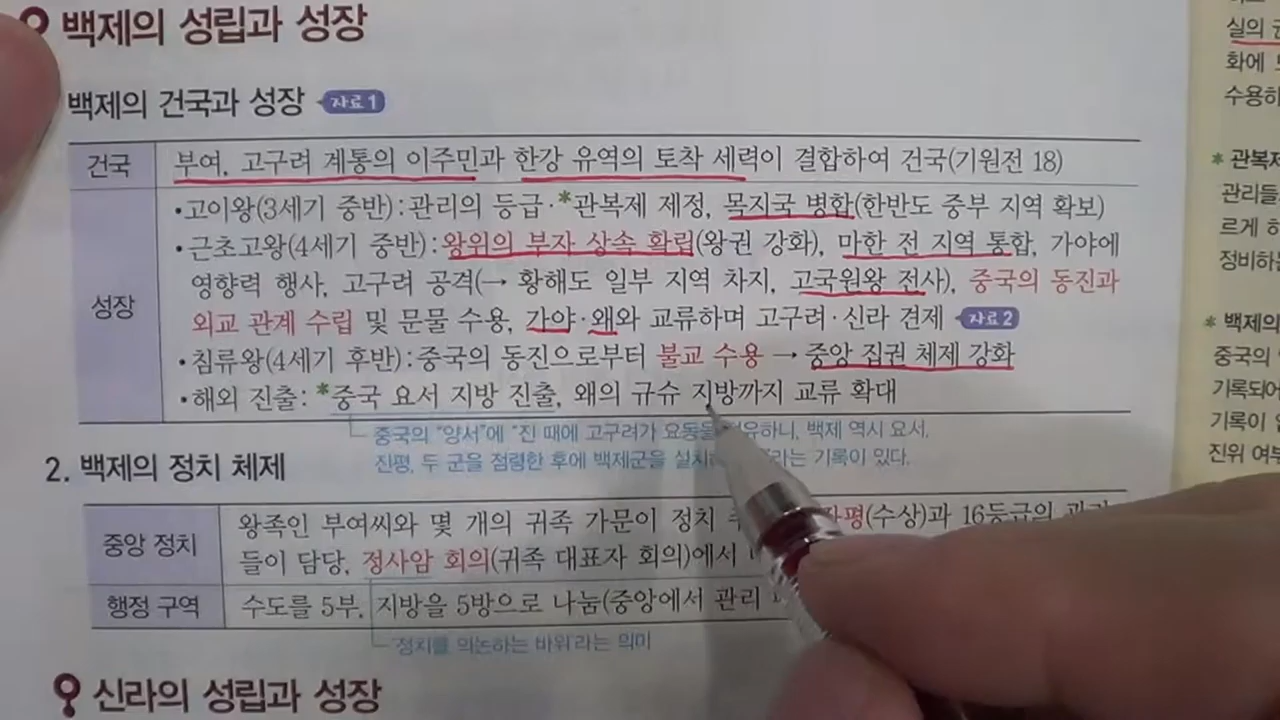 백제의 성립과 성장
실의
백제의 건국과 성장 자료1
화에
수용하
건국 부여, 고구려 계통의 이주민과 한강 유역의 토착 세력이 결합하여 건국(기원전 18)
* 관복제
•고이왕(3세기 중반): 관리의 등급·*관복제 제정, 목지국 병합(한반도 중부 지역 확보)
관리들
•근초고왕(4세기 중반): 왕위의 부자 상속 확립(왕권 강화), 마한 전 지역 통합, 가야에
르게 하
성장 영향력 행사, 고구려 공격(→ 황해도 일부 지역 차지, 고국원왕 전사), 중국의 동진과
정비하는
외교 관계 수립 및 문물 수용, 가야·왜와 교류하며 고구려·신라 견제 자료2
* 백제의
•침류왕(4세기 후반): 중국의 동진으로부터 불교 수용 → 중앙 집권 체제 강화
중국의
•해외 진출: *중국 요서 지방 진출, 왜의 규슈 지방까지 교류 확대
기록되어
중국의 "양서"에 "진 때에 고구려가 요동을 유하니, 백제 역시 요서,
기록이
진평, 두 군을 점령한 후에 백제군을 설치 라는 기록이 있다.
진위 여부
2. 백제의 정치 체제
중앙 정치 왕족인 부여씨와 몇 개의 귀족 가문이 정치 평(수상)과 16등급의
들이 담당, 정사암 회의(귀족 대표자 회의)에서
행정 구역 수도를 5부, 지방을 5방으로 나눔(중앙에서 관리
'정치를 의논하는 바위'라는 의미
신라의 성립과 성장